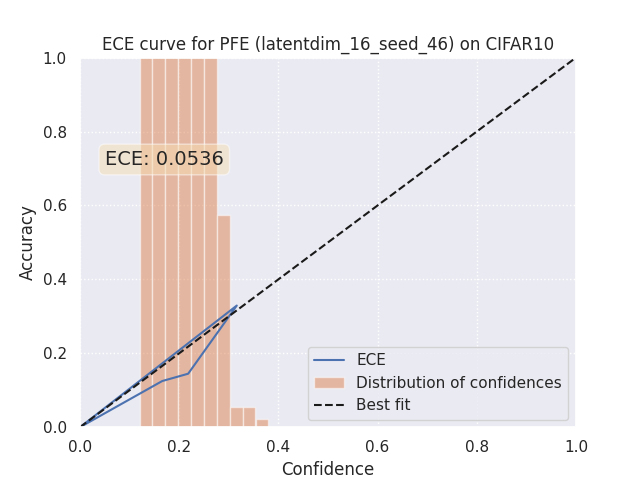 ECE curve for PFE (latentdim_16_seed_46) on CIFAR10
1.0
0.8
ECE: 0.0536
0.6
Accuracy
0.4
0.2
ECE
Distribution of confidences
Best fit
0.0
0.0 0.2 0.4 0.6 0.8 1.0
Confidence